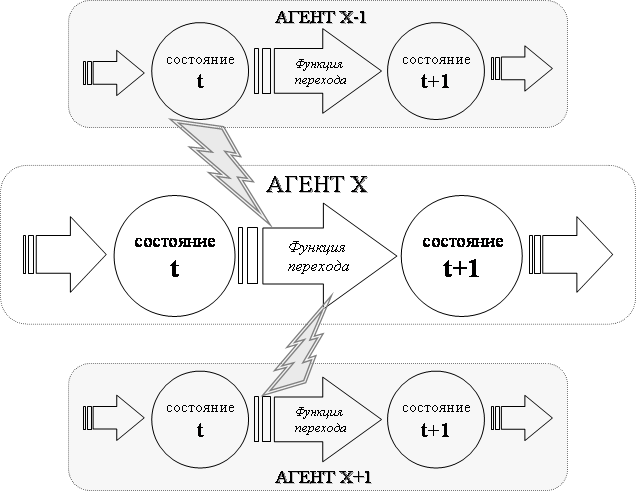 АГЕНТ X-1
состояние
t
Функция
перехода
состояние
t+1
АГЕНТ X
состояние
t
Функция
перехода
состояние
t+1
состояние
t
Функция
перехода
состояние
t+1
АГЕНТ X+1